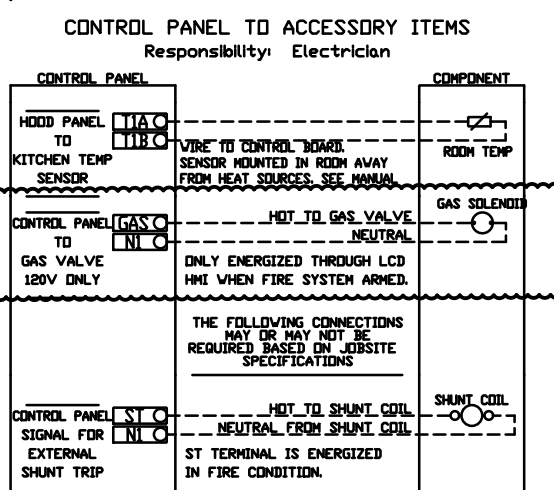 CONTROL PANEL TO ACCESSORY ITEMS
Responsibility: Electrician
CONTROL PANEL
COMPONENT
HOOD PANEL
TO
KITCHEN TEMP
SENSOR
T1A
T1B
WIRE TO CONTROL BOARD.
SENSOR MOUNTED IN ROOM AWAY
FROM HEAT SOURCES. SEE MANUAL
ROOM TEMP
CONTROL PANEL
TO
GAS VALVE
120V ONLY
GAS
N1
HOT TO GAS VALVE
NEUTRAL
ONLY ENERGIZED THROUGH LCD
HMI WHEN FIRE SYSTEM ARMED.
GAS SOLENOID
THE FOLLOWING CONNECTIONS
MAY OR MAY NOT BE
REQUIRED BASED ON JOBSITE
SPECIFICATIONS
CONTROL PANEL
SIGNAL FOR
EXTERNAL
SHUNT TRIP
ST
N1
HOT TO SHUNT COIL
NEUTRAL FROM SHUNT COIL
ST TERMINAL IS ENERGIZED
IN FIRE CONDITION.
SHUNT COIL